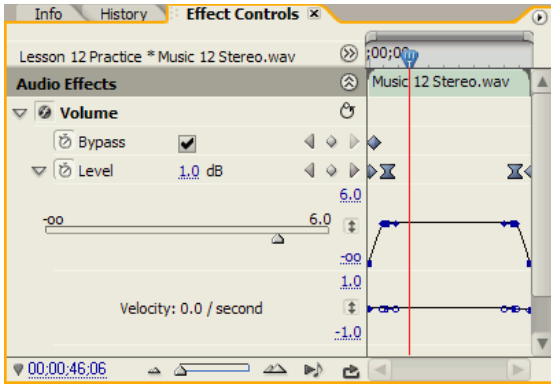 Info History Effect Controls
Lesson 12 Practice * Music 12 Stereo.wav ;00;00
Audio Effects Music 12 Stereo.wav
Volume
Bypass
Level 1.0 dB
6.0
-oo 6.0
-oo
1.0
Velocity: 0.0 / second
-1.0
00;00;46;06